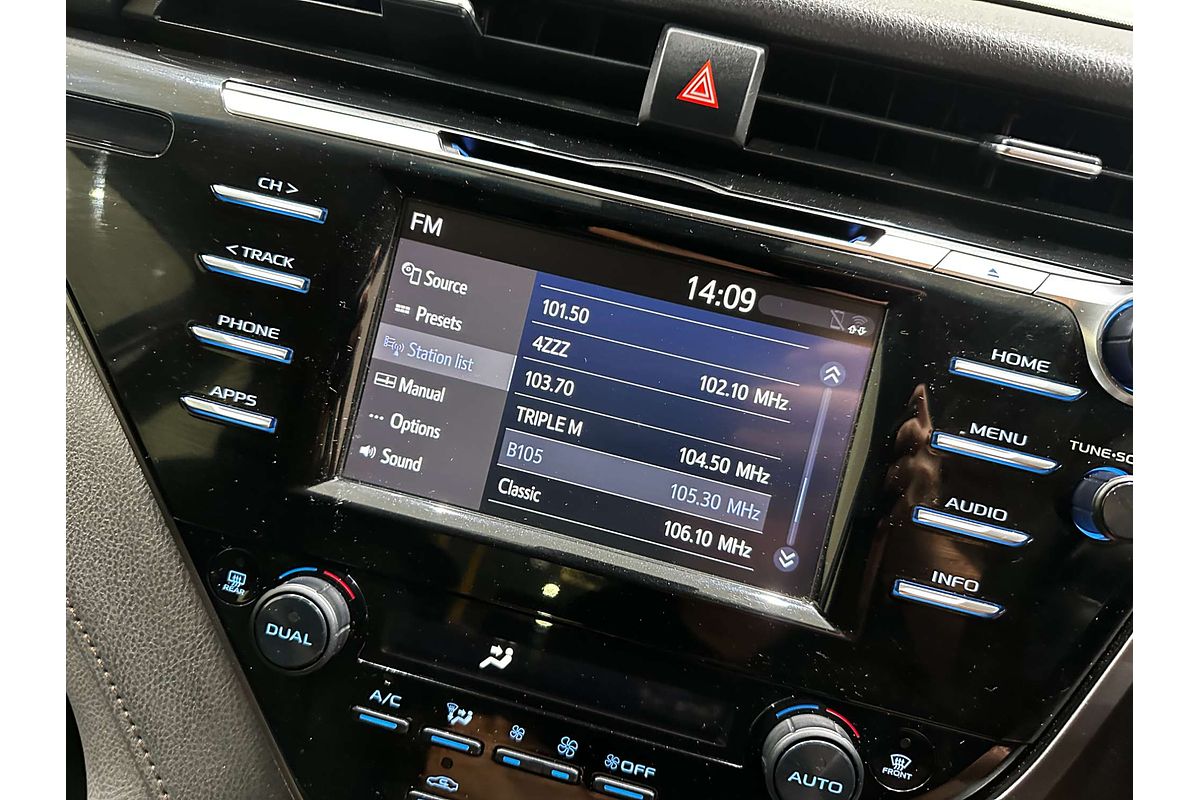 CH >
< TRACK
PHONE
APPS
FM
14:09
Source
Presets
Station list
Manual
Options
Sound
101.50
4ZZZ
102.10 MHz
103.70
TRIPLE M
104.50 MHz
B105
105.30 MHz
Classic
106.10 MHz
HOME
MENU
AUDIO
INFO
TUNE•SC
REAR
DUAL
A/C
OFF
AUTO
FRONT